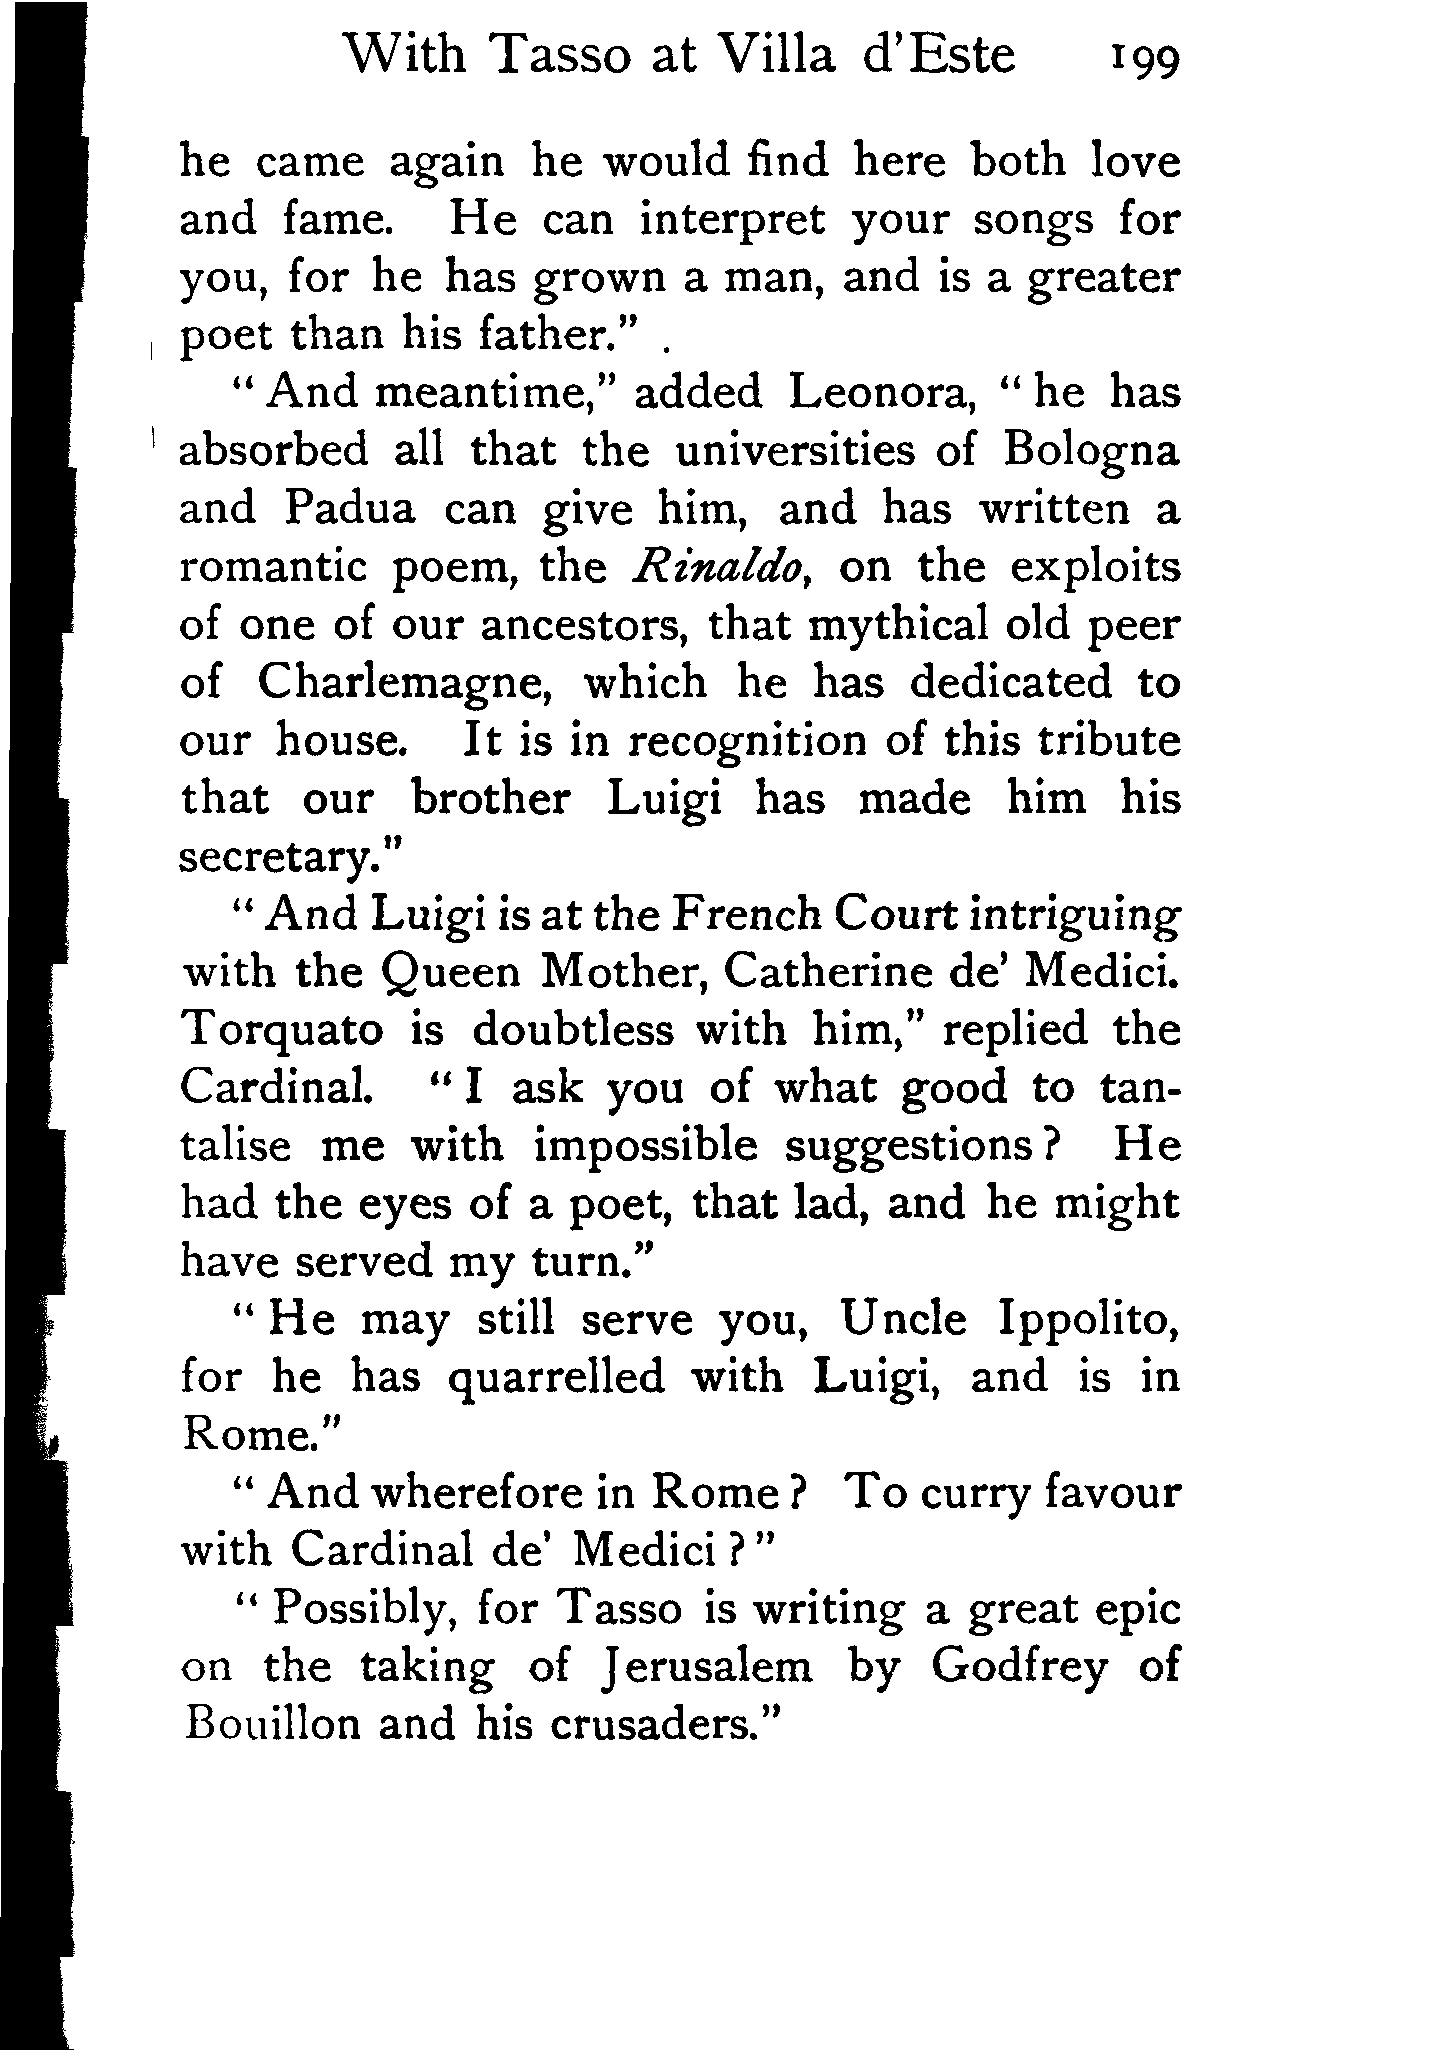 With Tasso at Villa d'Este 199
he came again he would find here both love
and fame. He can interpret your songs for
you, for he has grown a man, and is a greater
poet than his father."
"And meantime," added Leonora, "he has
absorbed all that the universities of Bologna
and Padua can give him, and has written a
romantic poem, the Rinaldo, on the exploits
of one of our ancestors, that mythical old peer
of Charlemagne, which he has dedicated to
our house. It is in recognition of this tribute
that our brother Luigi has made him his
secretary."
"And Luigi is at the French Court intriguing
with the Queen Mother, Catherine de' Medici.
Torquato is doubtless with him," replied the
Cardinal. "I ask you of what good to tan-
talise me with impossible suggestions? He
had the eyes of a poet, that lad, and he might
have served my turn."
"He may still serve you, Uncle Ippolito,
for he has quarrelled with Luigi, and is in
Rome."
"And wherefore in Rome? To curry favour
with Cardinal de' Medici?"
"Possibly, for Tasso is writing a great epic
on the taking of Jerusalem by Godfrey of
Bouillon and his crusaders."